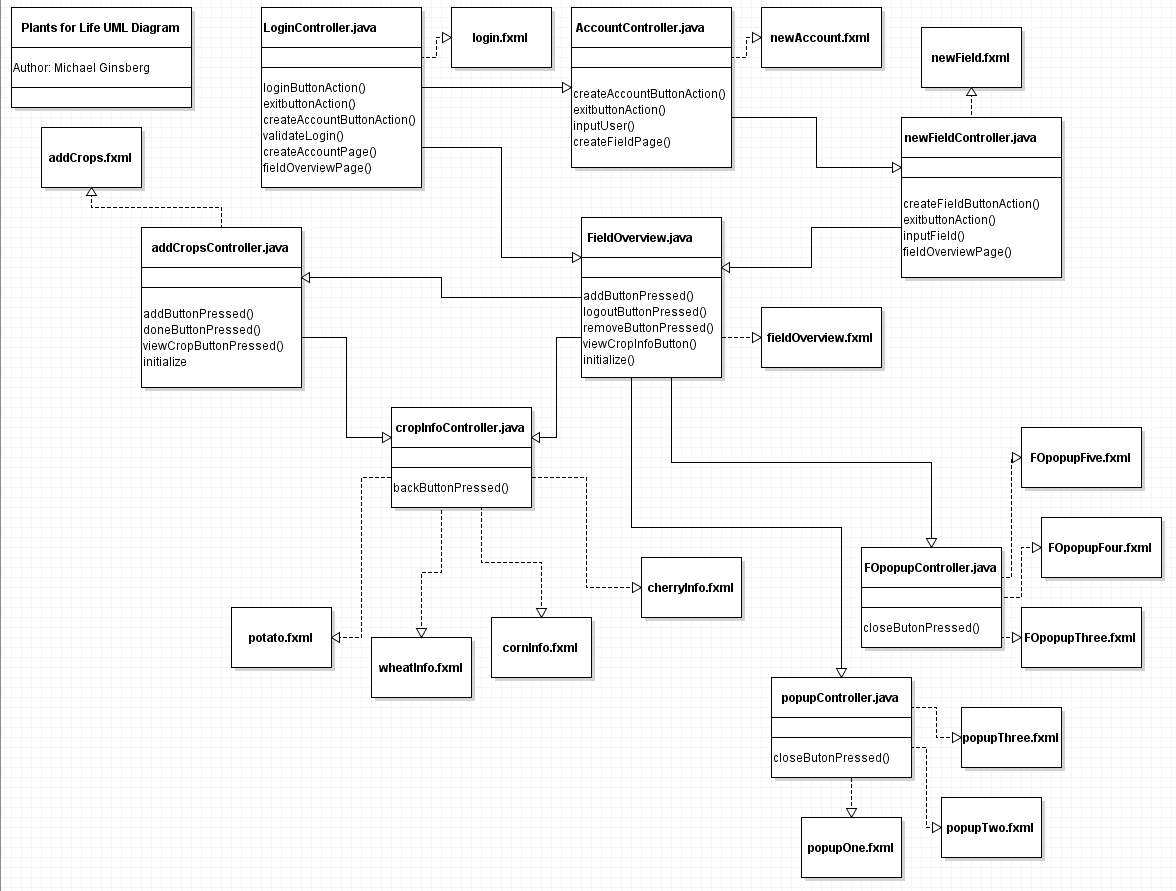 Plants for Life UML Diagram
Author: Michael Ginsberg
LoginController.java
loginButtonAction()
exitbuttonAction()
createAccountButtonAction()
validateLogin()
createAccountPage()
fieldOverviewPage()
login.fxml
AccountController.java
createAccountButtonAction()
exitbuttonAction()
inputUser()
createFieldPage()
newAccount.fxml
newField.fxml
newFieldController.java
createFieldButtonAction()
exitbuttonAction()
inputField()
fieldOverviewPage()
addCrops.fxml
addCropsController.java
addButtonPressed()
doneButtonPressed()
viewCropButtonPressed()
initialize
FieldOverview.java
addButtonPressed()
logoutButtonPressed()
removeButtonPressed()
viewCropInfoButton()
initialize()
fieldOverview.fxml
cropInfoController.java
backButtonPressed()
potato.fxml
wheatInfo.fxml
cornInfo.fxml
cherryInfo.fxml
FOpopupFive.fxml
FOpopupFour.fxml
FOpopupController.java
closeButonPressed()
FOpopupThree.fxml
popupController.java
closeButonPressed()
popupThree.fxml
popupTwo.fxml
popupOne.fxml